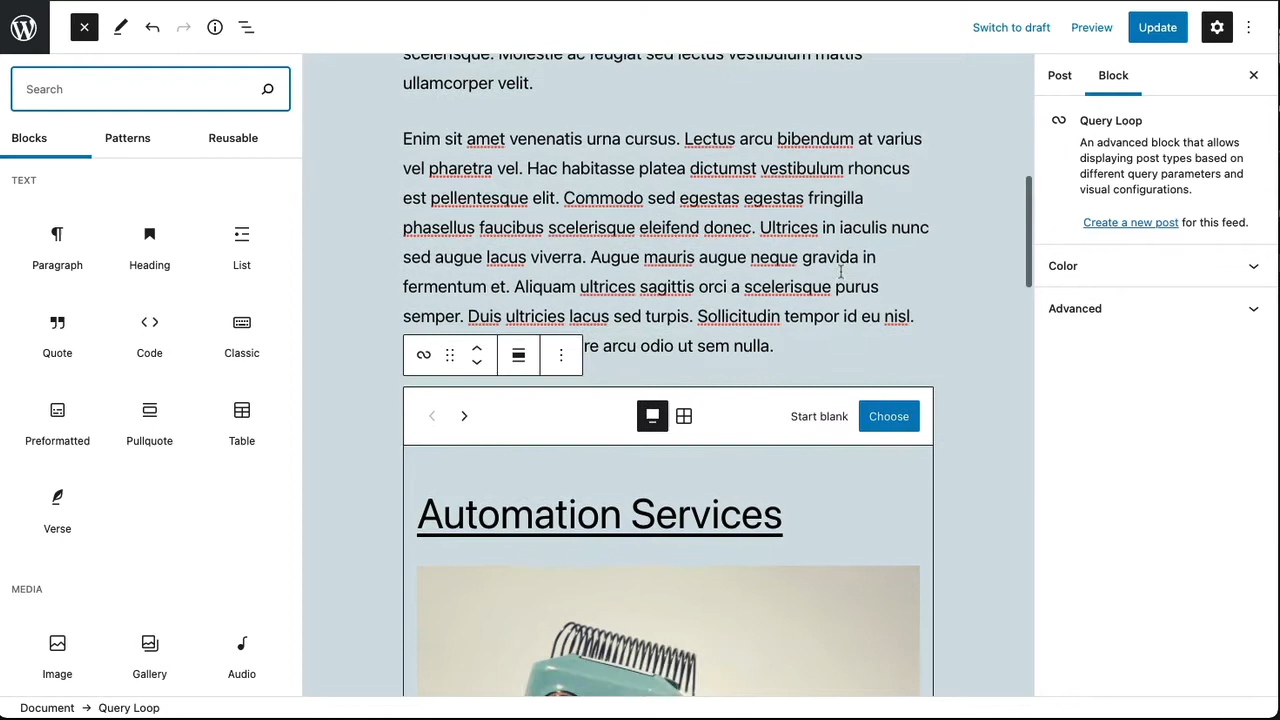 Switch to draft
Preview
Update
Search
Blocks
Patterns
Reusable
TEXT
Paragraph
Heading
List
Quote
Code
Classic
Preformatted
Pullquote
Table
Verse
MEDIA
Image
Gallery
Audio
scelerisque. Molestie ac feugiat sed lectus vestibulum mattis
ullamcorper velit.
Enim sit amet venenatis urna cursus. Lectus arcu bibendum at varius
vel pharetra vel. Hac habitasse platea dictumst vestibulum rhoncus
est pellentesque elit. Commodo sed egestas egestas fringilla
phasellus faucibus scelerisque eleifend donec. Ultrices in iaculis nunc
sed augue lacus viverra. Augue mauris augue neque gravida in
fermentum et. Aliquam ultrices sagittis orci a scelerisque purus
semper. Duis ultricies lacus sed turpis. Sollicitudin tempor id eu nisl.
re arcu odio ut sem nulla.
Start blank
Choose
Automation Services
Post
Block
Query Loop
An advanced block that allows
displaying post types based on
different query parameters and
visual configurations.
Create a new post for this feed.
Color
Advanced
Document → Query Loop